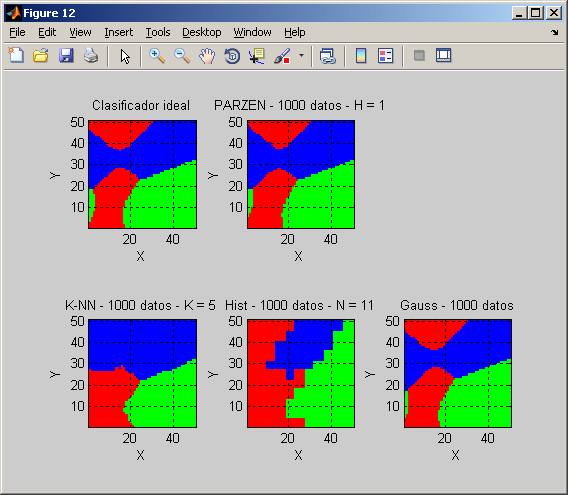 Figure 12
File Edit View Insert Tools Desktop Window Help
Clasificador ideal
PARZEN - 1000 datos - H = 1
50
40
30
20
10
Y
20 40
X
50
40
30
20
10
Y
20 40
X
K-NN - 1000 datos - K = 5
Hist - 1000 datos - N = 11
Gauss - 1000 datos
50
40
30
20
10
Y
20 40
X
50
40
30
20
10
Y
20 40
X
50
40
30
20
10
Y
20 40
X